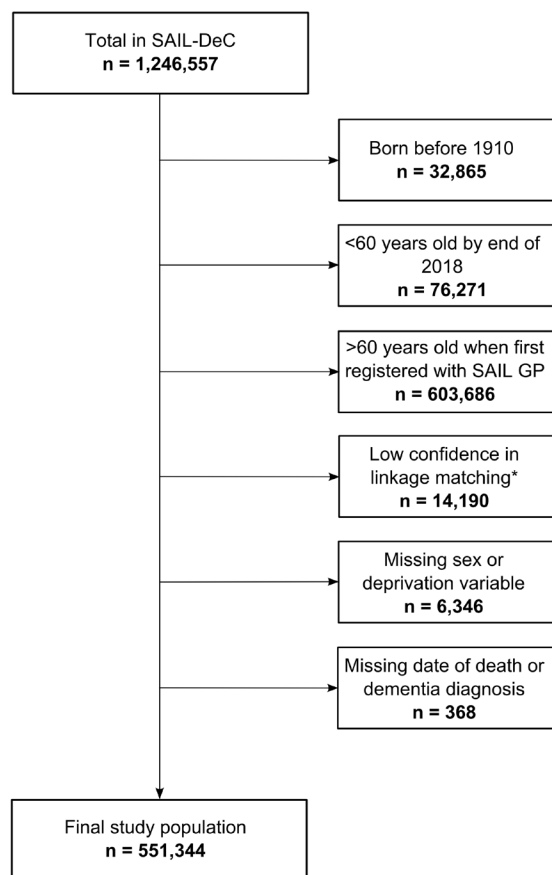 Total in SAIL-DeC
n = 1,246,557
Born before 1910
n = 32,865
<60 years old by end of
2018
n = 76,271
>60 years old when first
registered with SAIL GP
n = 603,686
Low confidence in
linkage matching*
n = 14,190
Missing sex or
deprivation variable
n = 6,346
Missing date of death or
dementia diagnosis
n = 368
Final study population
n = 551,344